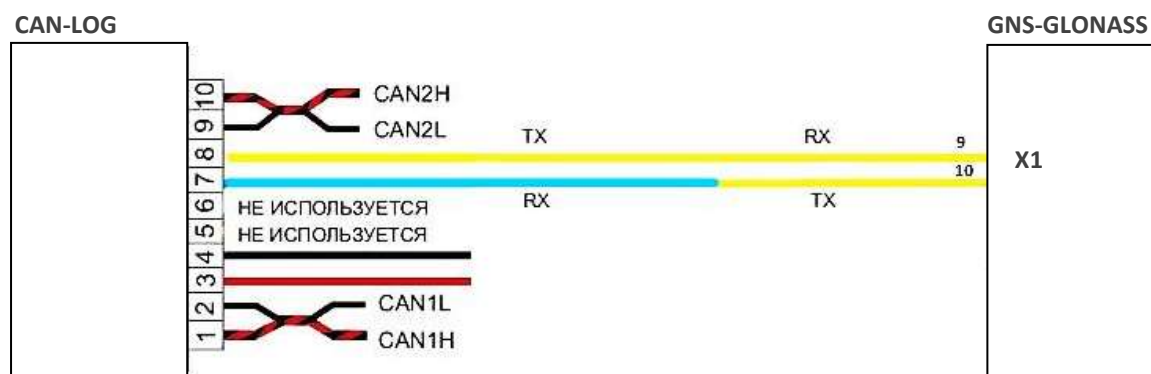 CAN-LOG
GNS-GLONASS
10
CAN2H
9
CAN2L
TX
RX
9
8
X1
10
7
RX
TX
6
НЕ ИСПОЛЬЗУЕТСЯ
5
НЕ ИСПОЛЬЗУЕТСЯ
4
3
2
CAN1L
1
CAN1H